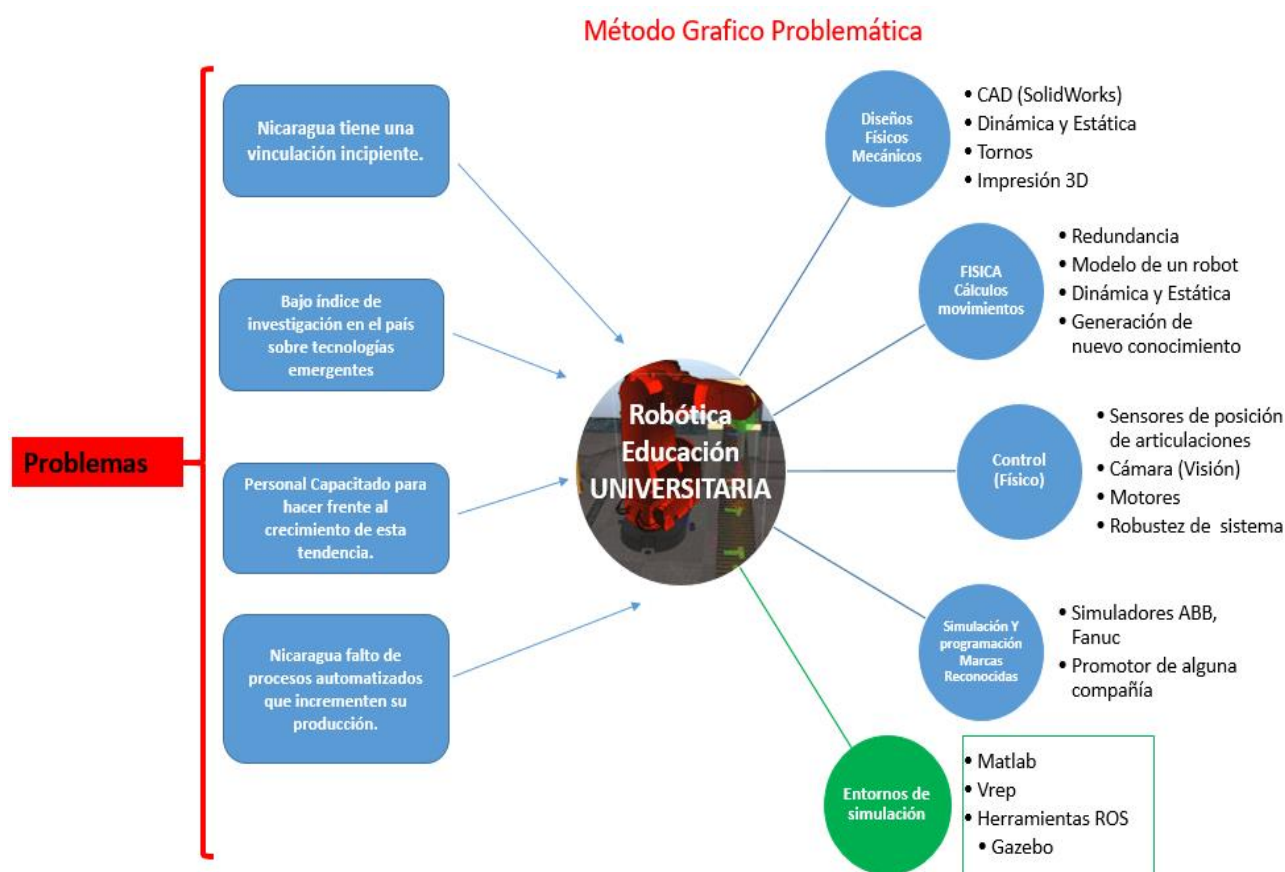 Método Grafico Problemática
Problemas
Nicaragua tiene una
vinculación incipiente.
Bajo índice de
investigación en el país
sobre tecnologías
emergentes
Personal Capacitado para
hacer frente al
crecimiento de esta
tendencia.
Nicaragua falto de
procesos automatizados
que incrementen su
producción.
Robótica
Educación
UNIVERSITARIA
Diseños
Físicos
Mecánicos
• CAD (SolidWorks)
• Dinámica y Estática
• Tornos
• Impresión 3D
FISICA
Cálculos
movimientos
• Redundancia
• Modelo de un robot
• Dinámica y Estática
• Generación de
nuevo conocimiento
Control
(Físico)
• Sensores de posición
de articulaciones
• Cámara (Visión)
• Motores
• Robustez de sistema
Simulación Y
programación
Marcas
Reconocidas
• Simuladores ABB,
Fanuc
• Promotor de alguna
compañía
Entornos de
simulación
• Matlab
• Vrep
• Herramientas ROS
• Gazebo